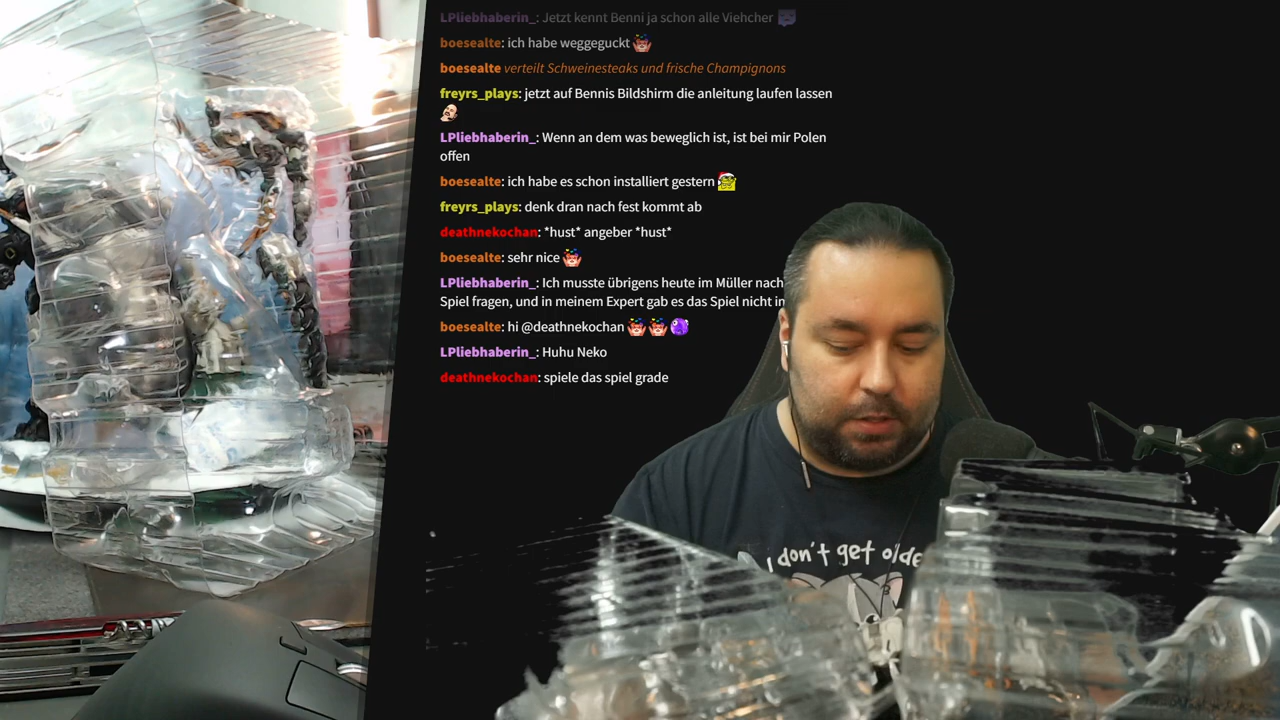 LPliebhaberin_: Jetzt kennt Benni ja schon alle Viehcher
boesealte: ich habe weggeguckt
boesealte verteilt Schweinesteaks und frische Champignons
freyrs_plays: jetzt auf Bennis Bildshirm die anleitung laufen lassen
LPliebhaberin_: Wenn an dem was beweglich ist, ist bei mir Polen
offen
boesealte: ich habe es schon installiert gestern
freyrs_plays: denk dran nach fest kommt ab
deathnekochan: *hust* angeber *hust*
boesealte: sehr nice
LPliebhaberin_: Ich musste übrigens heute im Müller nach
Spiel fragen, und in meinem Expert gab es das Spiel nicht
boesealte: hi @deathnekochan
LPliebhaberin_: Huhu Neko
deathnekochan: spiele das spiel grade
I don't get